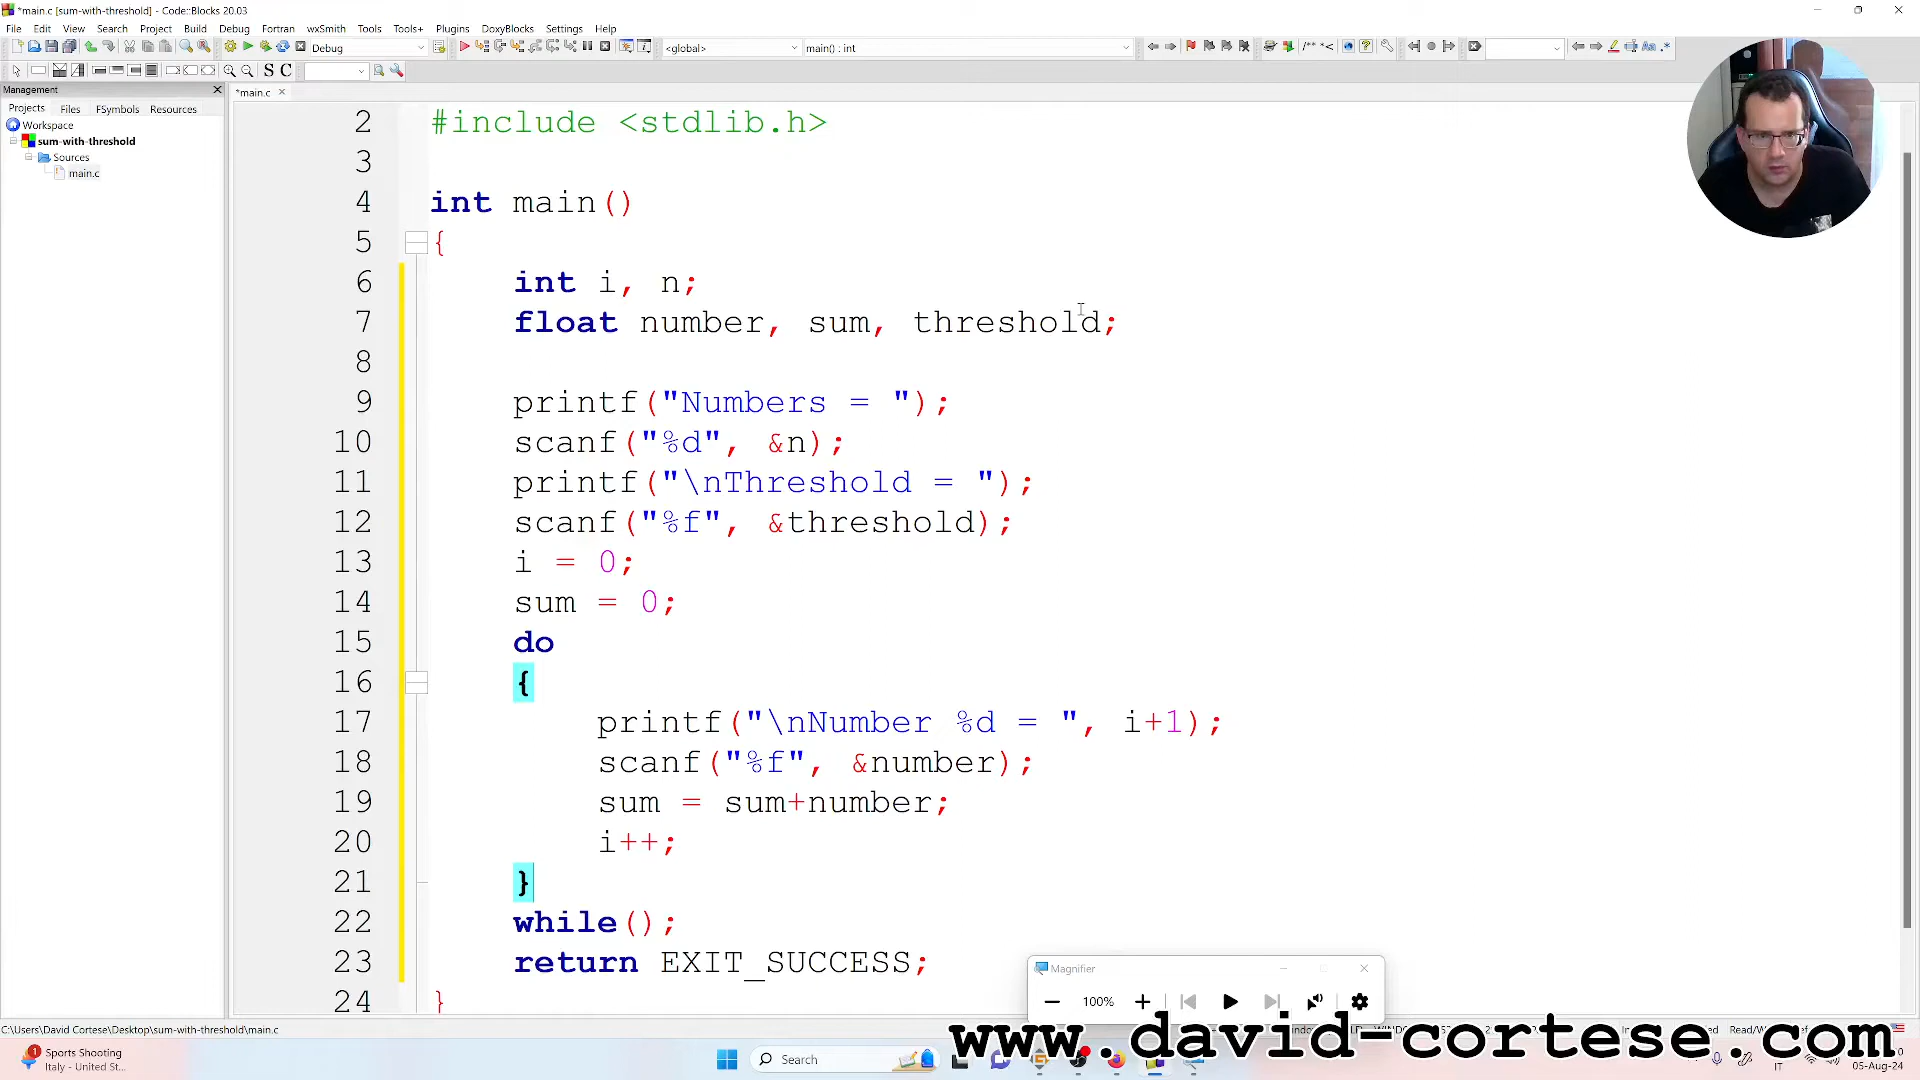 *main.c [sum-with-threshold] - Code::Blocks 20.03
File Edit View Search Project Build Debug Fortran wxSmith Tools Tools+ Plugins DoxyBlocks Settings Help
Debug <global> main() : int
S C
Management
Projects Files FSymbols Resources
*main.c
Workspace
sum-with-threshold
Sources
main.c
2 #include <stdlib.h>
3
4 int main()
5 {
6 int i, n;
7 float number, sum, threshold;
8
9 printf("Numbers = ");
10 scanf("%d", &n);
11 printf("\nThreshold = ");
12 scanf("%f", &threshold);
13 i = 0;
14 sum = 0;
15 do
16 {
17 printf("\nNumber %d = ", i+1);
18 scanf("%f", &number);
19 sum = sum+number;
20 i++;
21 }
22 while();
23 return EXIT_SUCCESS;
24 }
Magnifier
100%
C:\Users\David Cortese\Desktop\sum-with-threshold\main.c
www.david-cortese.com
1
Sports Shooting
Italy - United St...
Search
IT
05-Aug-24